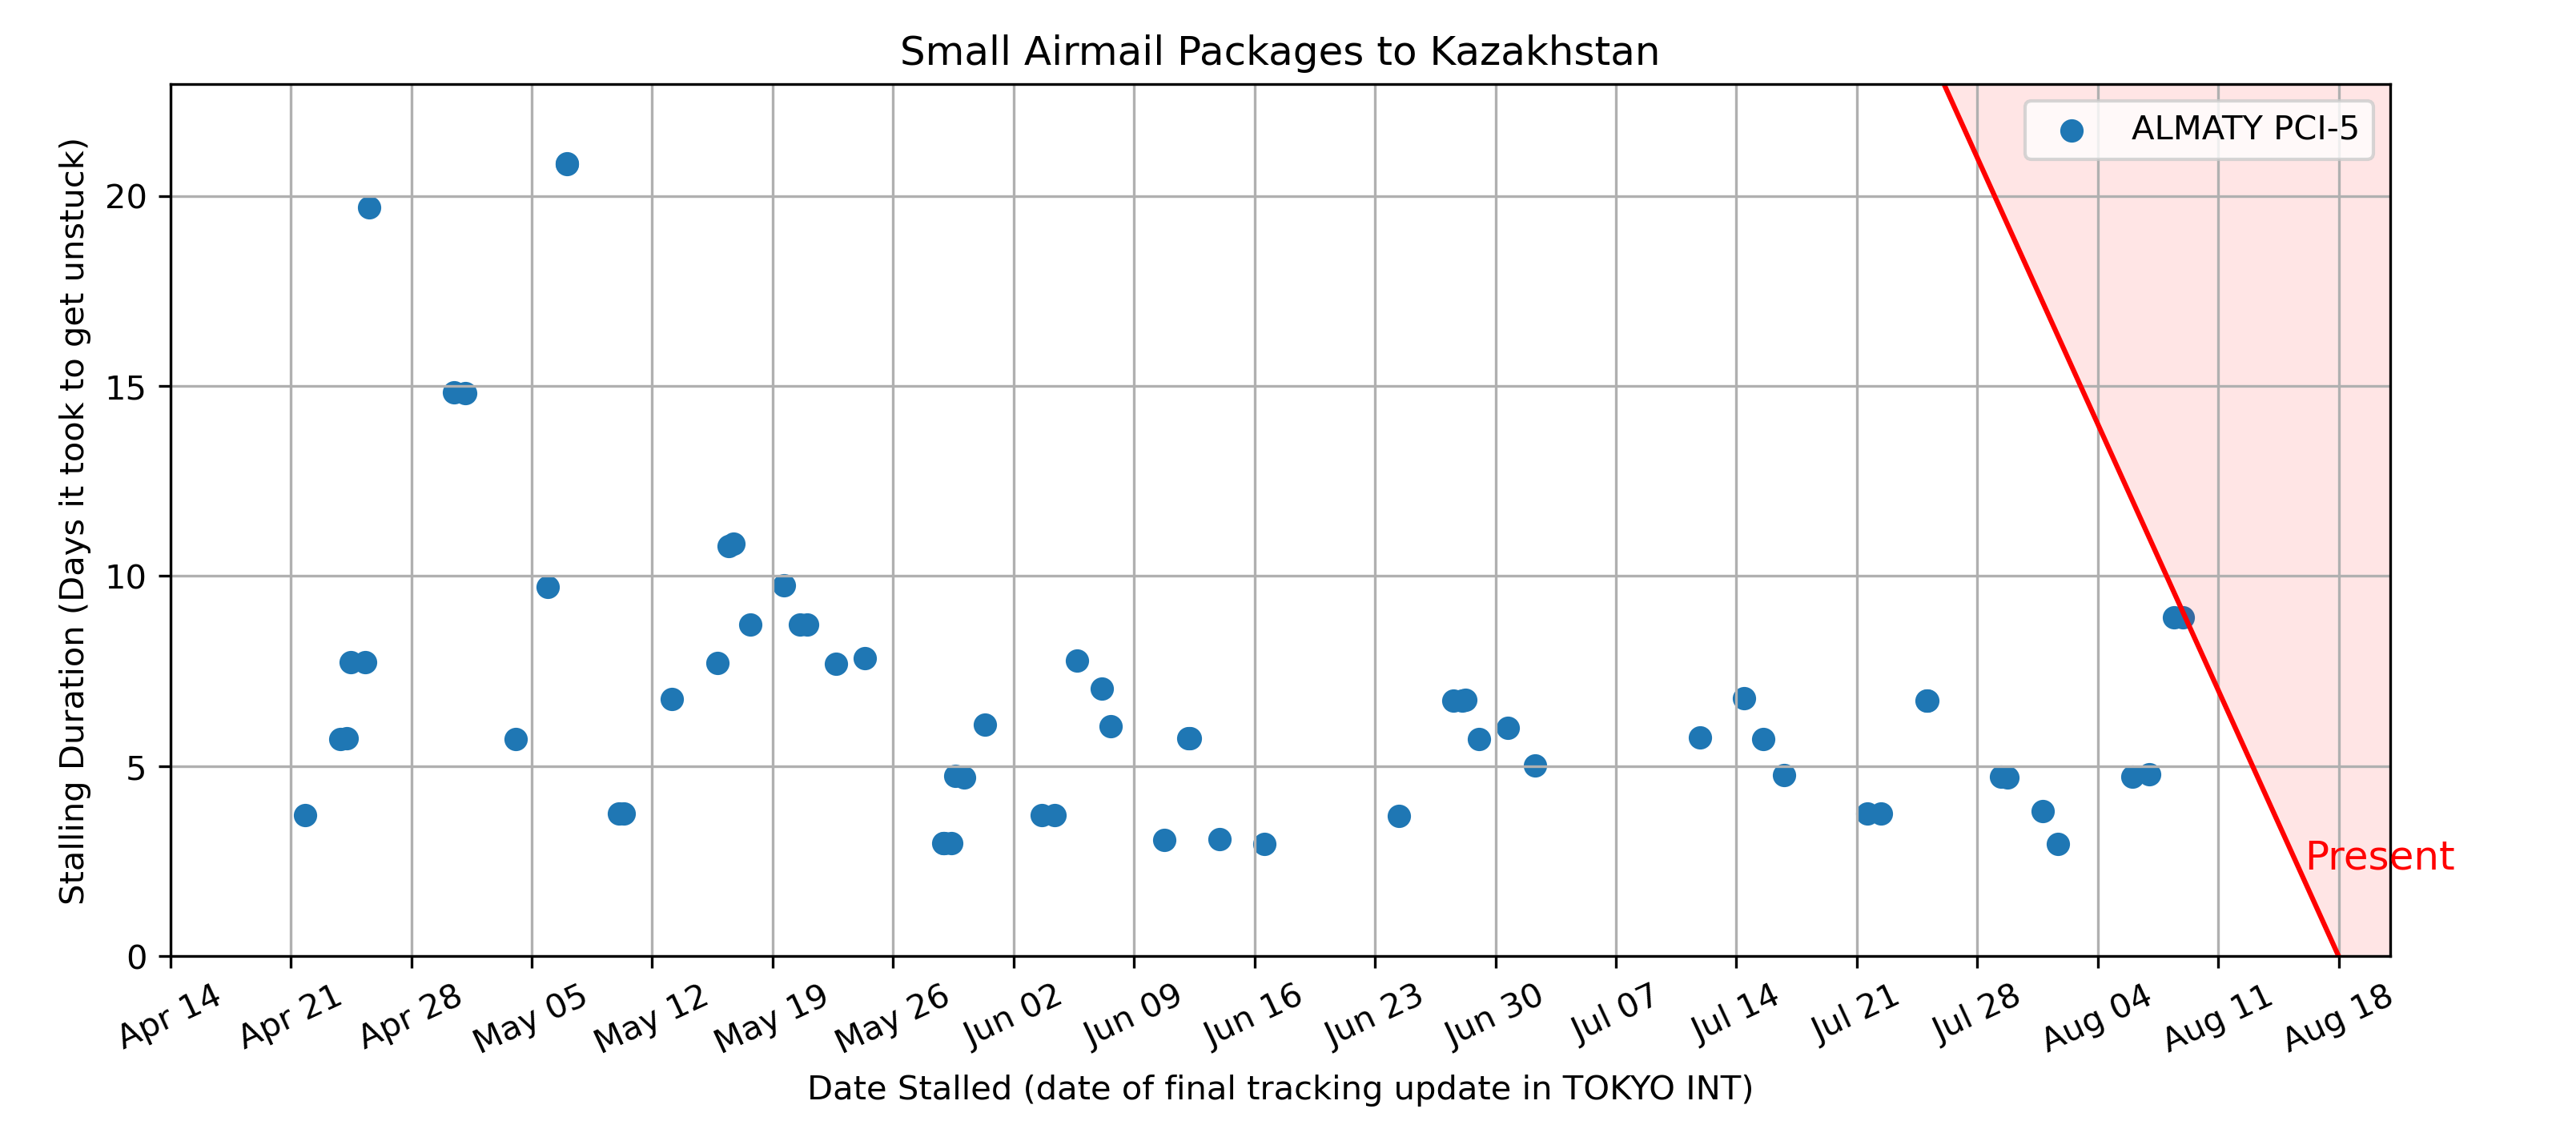 Small Airmail Packages to Kazakhstan
ALMATY PCI-5
Stalling Duration (Days it took to get unstuck)
20
15
10
5
0
Present
Apr 14
Apr 21
Apr 28
May 05
May 12
May 19
May 26
Jun 02
Jun 09
Jun 16
Jun 23
Jun 30
Jul 07
Jul 14
Jul 21
Jul 28
Aug 04
Aug 11
Aug 18
Date Stalled (date of final tracking update in TOKYO INT)